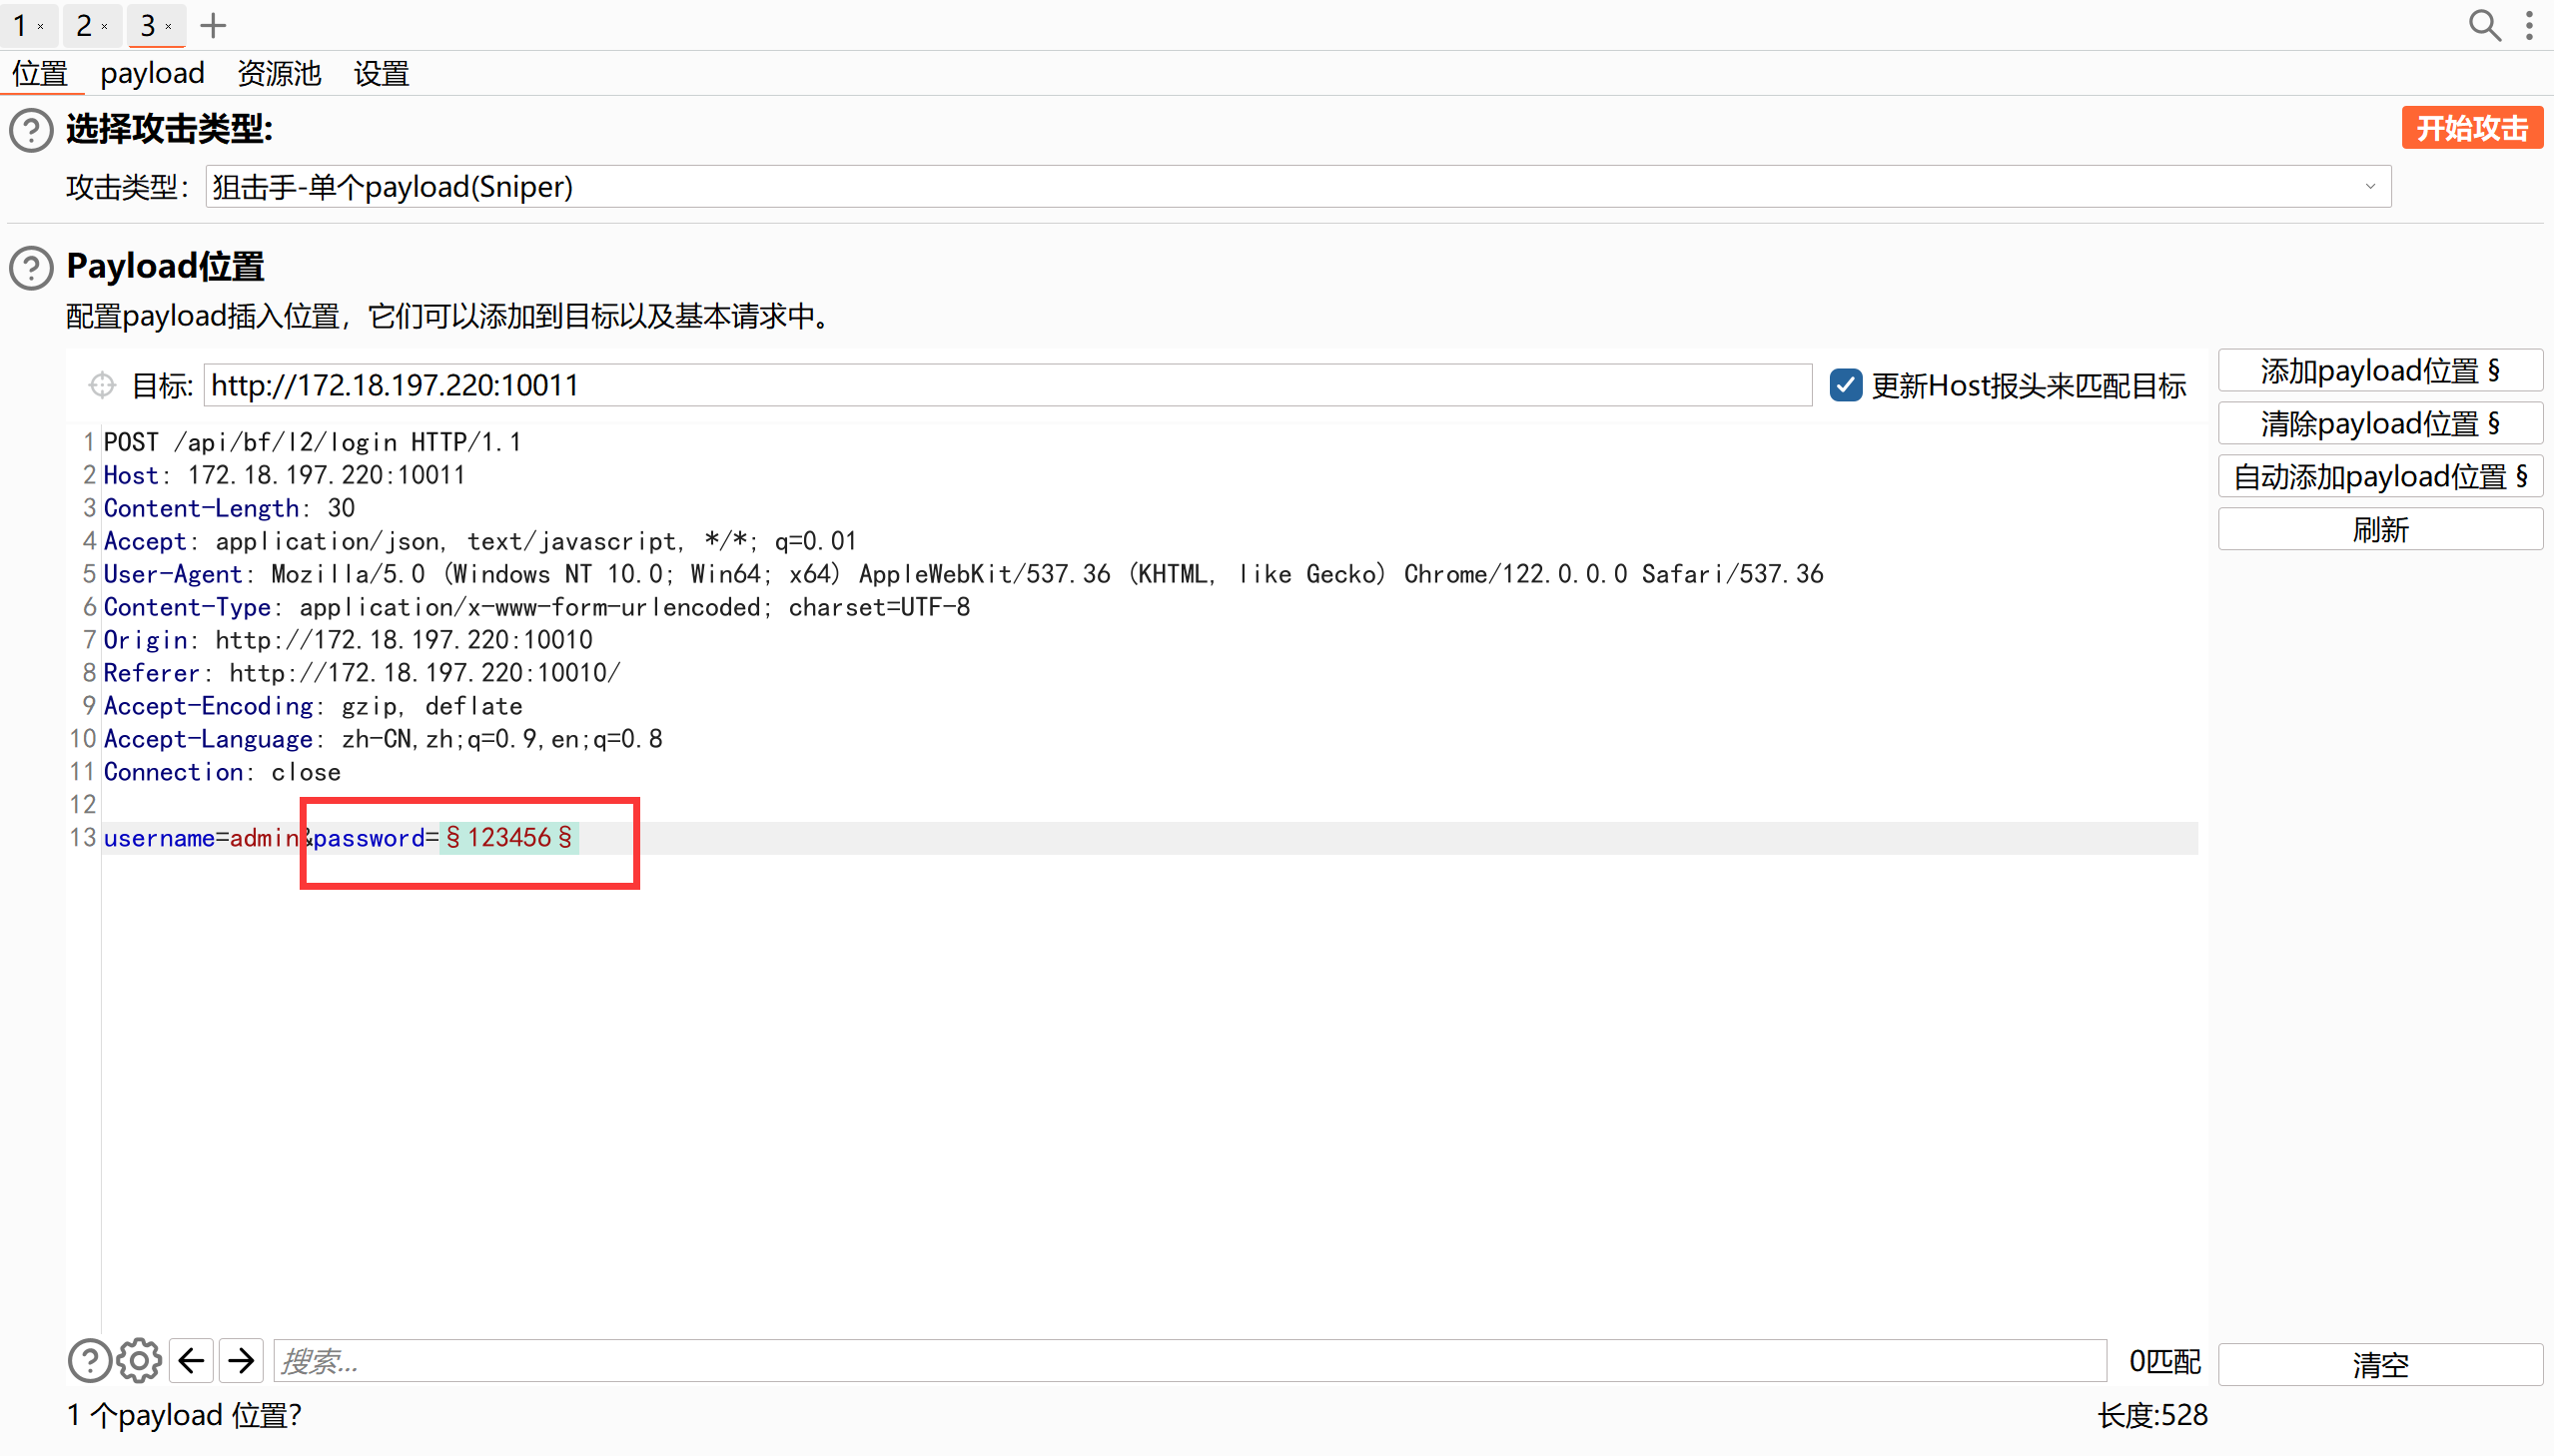 1 × 2 × 3 × +
位置 payload 资源池 设置
选择攻击类型:
开始攻击
攻击类型: 狙击手-单个payload(Sniper)
Payload位置
配置payload插入位置，它们可以添加到目标以及基本请求中。
目标: http://172.18.197.220:10011
更新Host报头来匹配目标
添加payload位置 §
清除payload位置 §
自动添加payload位置 §
刷新
1 POST /api/bf/l2/login HTTP/1.1
2 Host: 172.18.197.220:10011
3 Content-Length: 30
4 Accept: application/json, text/javascript, */*; q=0.01
5 User-Agent: Mozilla/5.0 (Windows NT 10.0; Win64; x64) AppleWebKit/537.36 (KHTML, like Gecko) Chrome/122.0.0.0 Safari/537.36
6 Content-Type: application/x-www-form-urlencoded; charset=UTF-8
7 Origin: http://172.18.197.220:10010
8 Referer: http://172.18.197.220:10010/
9 Accept-Encoding: gzip, deflate
10 Accept-Language: zh-CN,zh;q=0.9,en;q=0.8
11 Connection: close
12
13 username=admin&password=§123456§
搜索...
0匹配
清空
1 个payload 位置?
长度:528